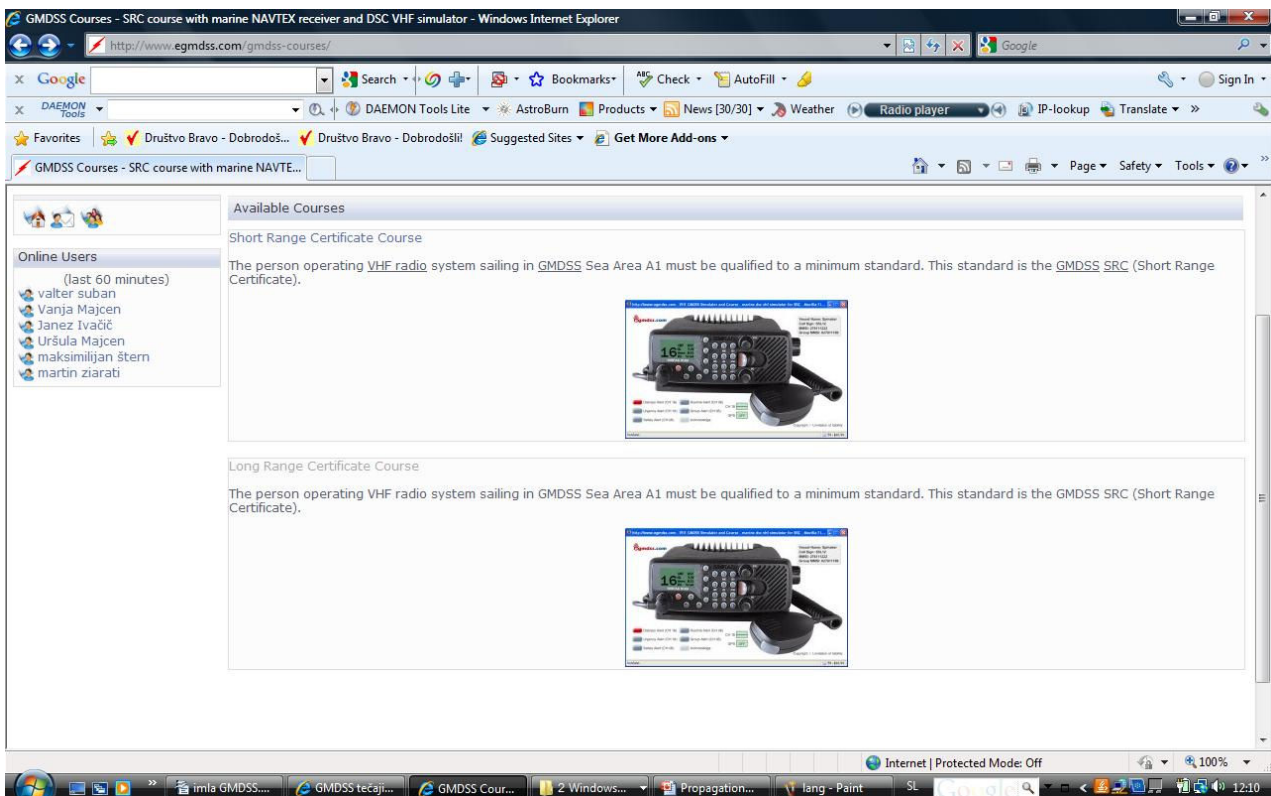 GMDSS Courses - SRC course with marine NAVTEX receiver and DSC VHF simulator - Windows Internet Explorer
http://www.egmdss.com/gmdss-courses/
Google
x Google Search Bookmarks Check AutoFill Sign In
x DAEMON Tools DAEMON Tools Lite AstroBurn Products News [30/30] Weather Radio player IP-lookup Translate »
Favorites Društvo Bravo - Dobrodoš... Društvo Bravo - Dobrodošli! Suggested Sites Get More Add-ons
GMDSS Courses - SRC course with marine NAVTE... Page Safety Tools »
Available Courses
Short Range Certificate Course
The person operating VHF radio system sailing in GMDSS Sea Area A1 must be qualified to a minimum standard. This standard is the GMDSS SRC (Short Range
Certificate).
Online Users
(last 60 minutes)
valter suban
Vanja Majcen
Janez Ivačič
Uršula Majcen
maksimilijan štern
martin ziarati
Egmdss.com
16
Long Range Certificate Course
The person operating VHF radio system sailing in GMDSS Sea Area A1 must be qualified to a minimum standard. This standard is the GMDSS SRC (Short Range
Certificate).
Egmdss.com
16
Internet | Protected Mode: Off 100%
» imla GMDSS.... GMDSS tečaji... GMDSS Cour... 2 Windows... Propagation... lang - Paint SL Google < 12:10